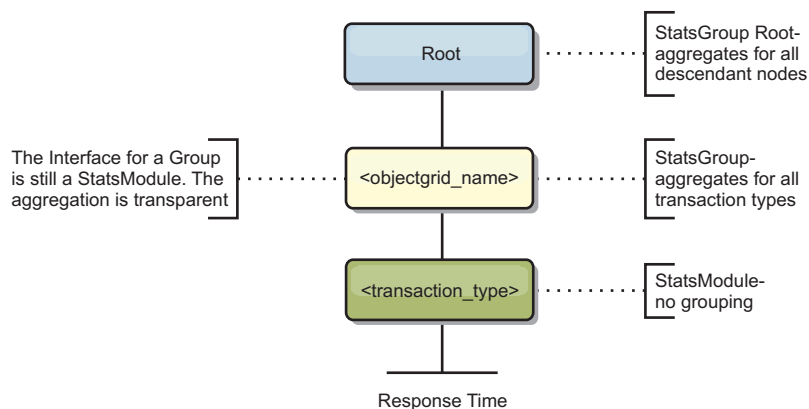 Root
StatsGroup Root-
aggregates for all
descendant nodes
The Interface for a Group
is still a StatsModule. The
aggregation is transparent
<objectgrid_name>
StatsGroup-
aggregates for all
transaction types
<transaction_type>
StatsModule-
no grouping
Response Time